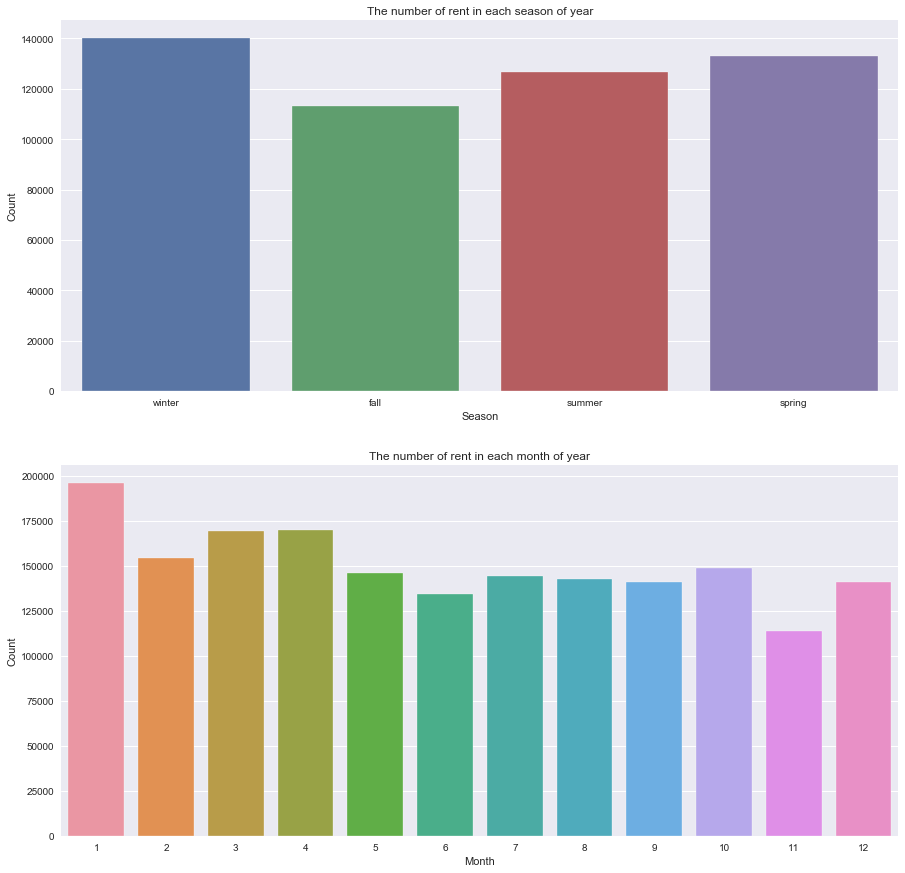 The number of rent in each season of year
140000
120000
100000
80000
60000
40000
20000
0
Count
winter fall summer spring
Season
The number of rent in each month of year
200000
175000
150000
125000
100000
75000
50000
25000
0
Count
1 2 3 4 5 6 7 8 9 10 11 12
Month